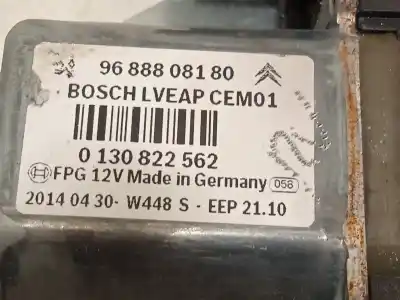 96 888 081 80
BOSCH LVEAP CEM01
0 130 822 562
FPG 12V Made in Germany 056
2014 04 30- W448 S - EEP 21.10